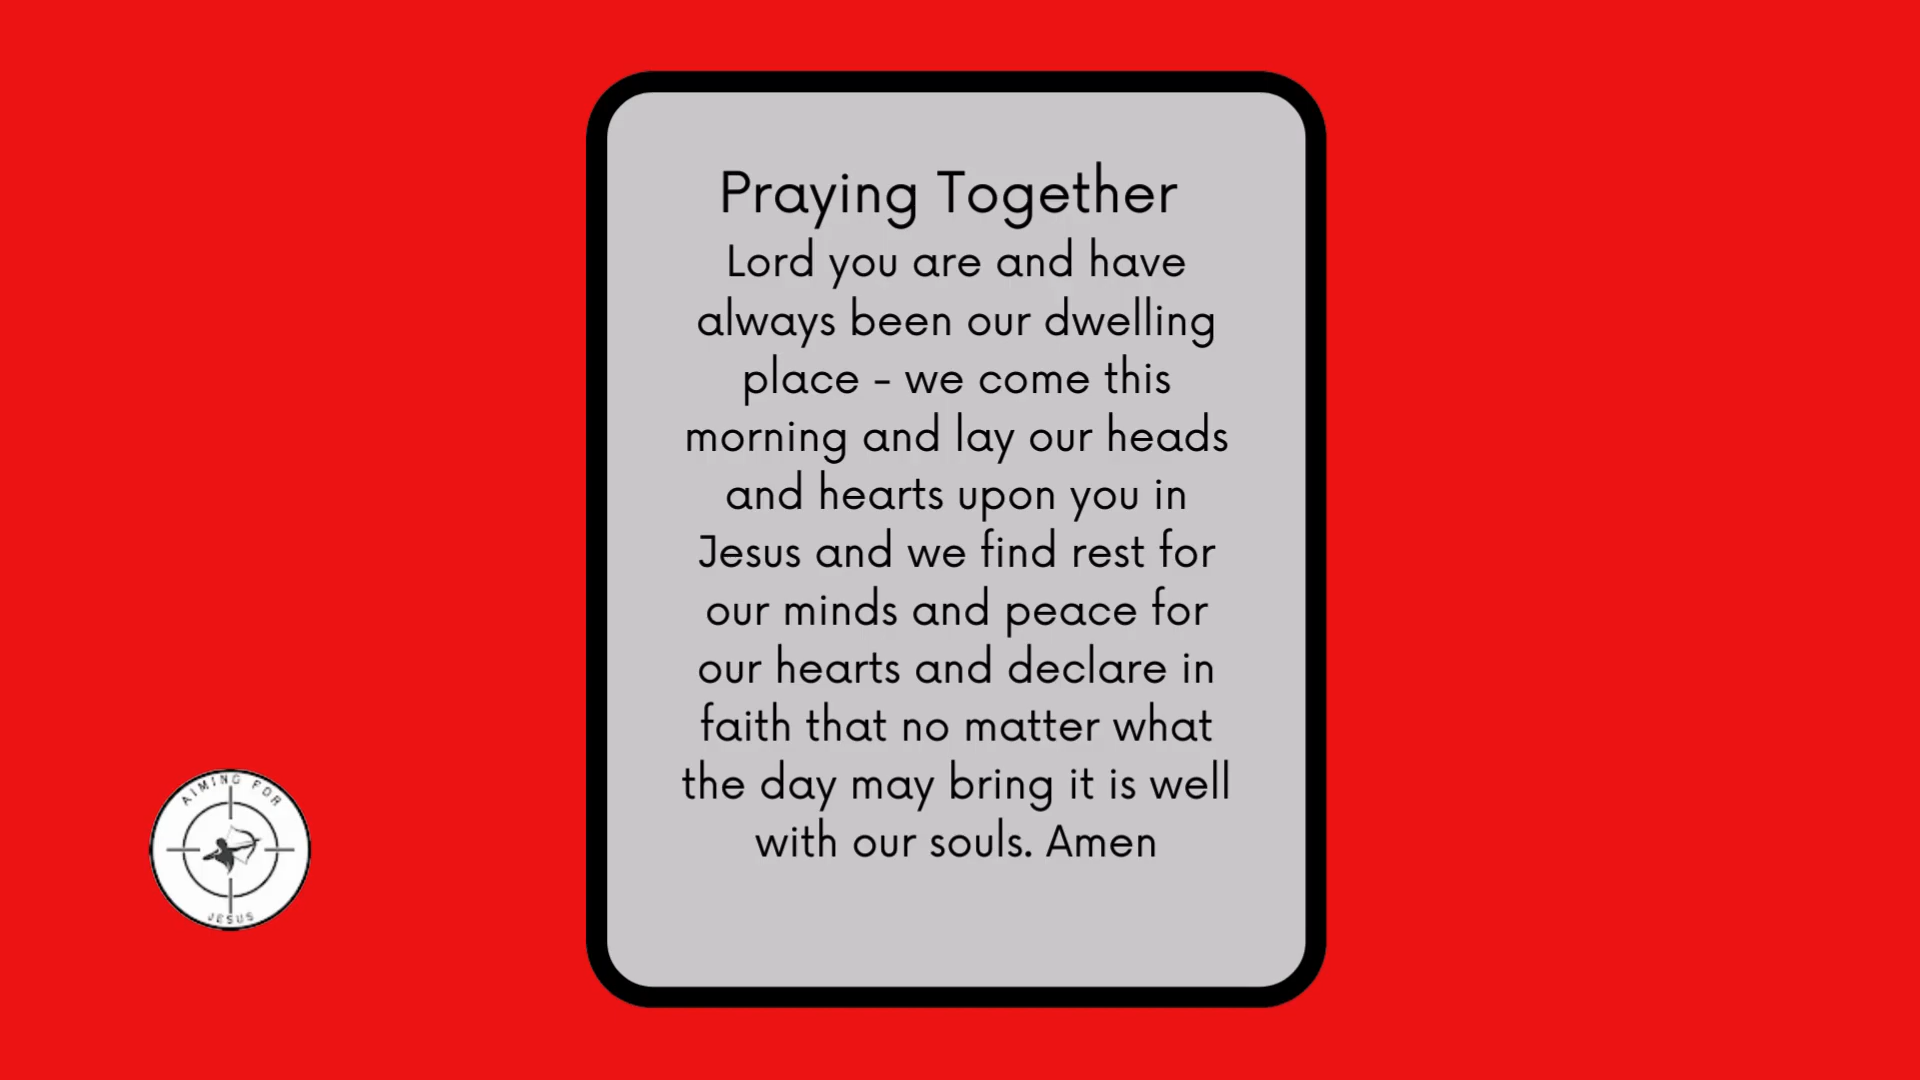 Praying Together
Lord you are and have
always been our dwelling
place - we come this
morning and lay our heads
and hearts upon you in
Jesus and we find rest for
our minds and peace for
our hearts and declare in
faith that no matter what
the day may bring it is well
with our souls. Amen
AIMING FOR
JESUS